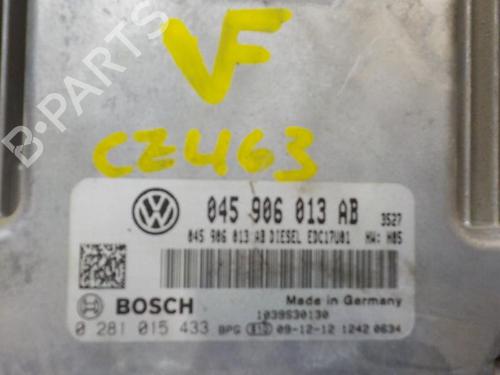 VF
CZ463
045 906 013 AB 3527
045 906 013 AB DIESEL EDC17U01 HW: H05
BOSCH
Made in Germany
1039S30130
0 281 015 433 BPG E13 09-12-12 1242 0634
B-PARTS